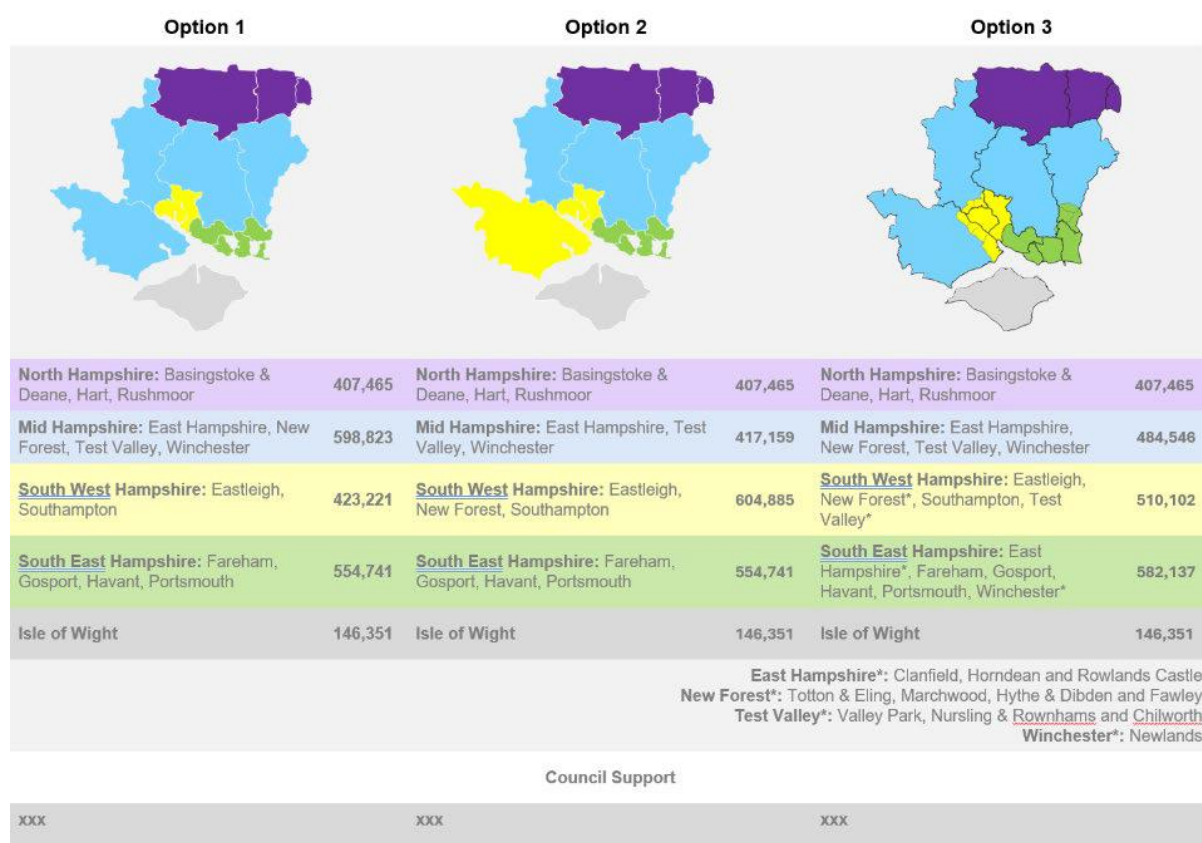 Option 1
Option 2
Option 3
North Hampshire: Basingstoke &
Deane, Hart, Rushmoor
407,465
North Hampshire: Basingstoke &
Deane, Hart, Rushmoor
407,465
North Hampshire: Basingstoke &
Deane, Hart, Rushmoor
407,465
Mid Hampshire: East Hampshire, New
Forest, Test Valley, Winchester
598,823
Mid Hampshire: East Hampshire, Test
Valley, Winchester
417,159
Mid Hampshire: East Hampshire,
New Forest, Test Valley, Winchester
484,546
South West Hampshire: Eastleigh,
Southampton
423,221
South West Hampshire: Eastleigh,
New Forest, Southampton
604,885
South West Hampshire: Eastleigh,
New Forest*, Southampton, Test
Valley*
510,102
South East Hampshire: Fareham,
Gosport, Havant, Portsmouth
554,741
South East Hampshire: Fareham,
Gosport, Havant, Portsmouth
554,741
South East Hampshire: East
Hampshire*, Fareham, Gosport,
Havant, Portsmouth, Winchester*
582,137
Isle of Wight
146,351
Isle of Wight
146,351
Isle of Wight
146,351
East Hampshire*: Clanfield, Horndean and Rowlands Castle
New Forest*: Totton & Eling, Marchwood, Hythe & Dibden and Fawley
Test Valley*: Valley Park, Nursling & Rownhams and Chilworth
Winchester*: Newlands
Council Support
xxx
xxx
xxx